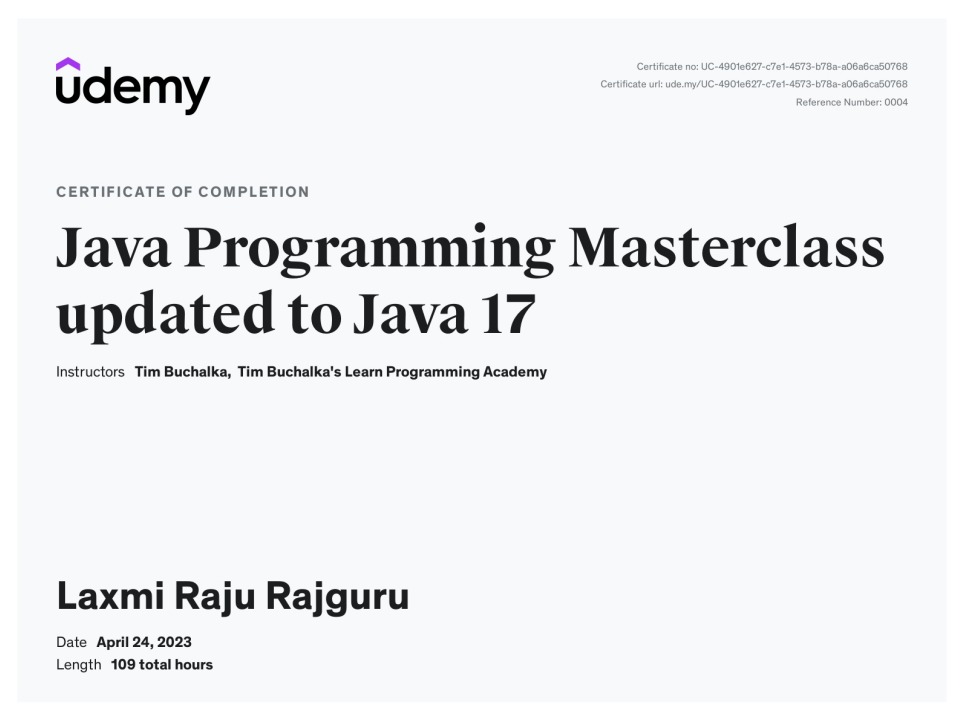 udemy
Certificate no: UC-4901e627-c7e1-4573-b78a-a06a6ca50768
Certificate url: ude.my/UC-4901e627-c7e1-4573-b78a-a06a6ca50768
Reference Number: 0004
CERTIFICATE OF COMPLETION
Java Programming Masterclass
updated to Java 17
Instructors Tim Buchalka, Tim Buchalka's Learn Programming Academy
Laxmi Raju Rajguru
Date April 24, 2023
Length 109 total hours